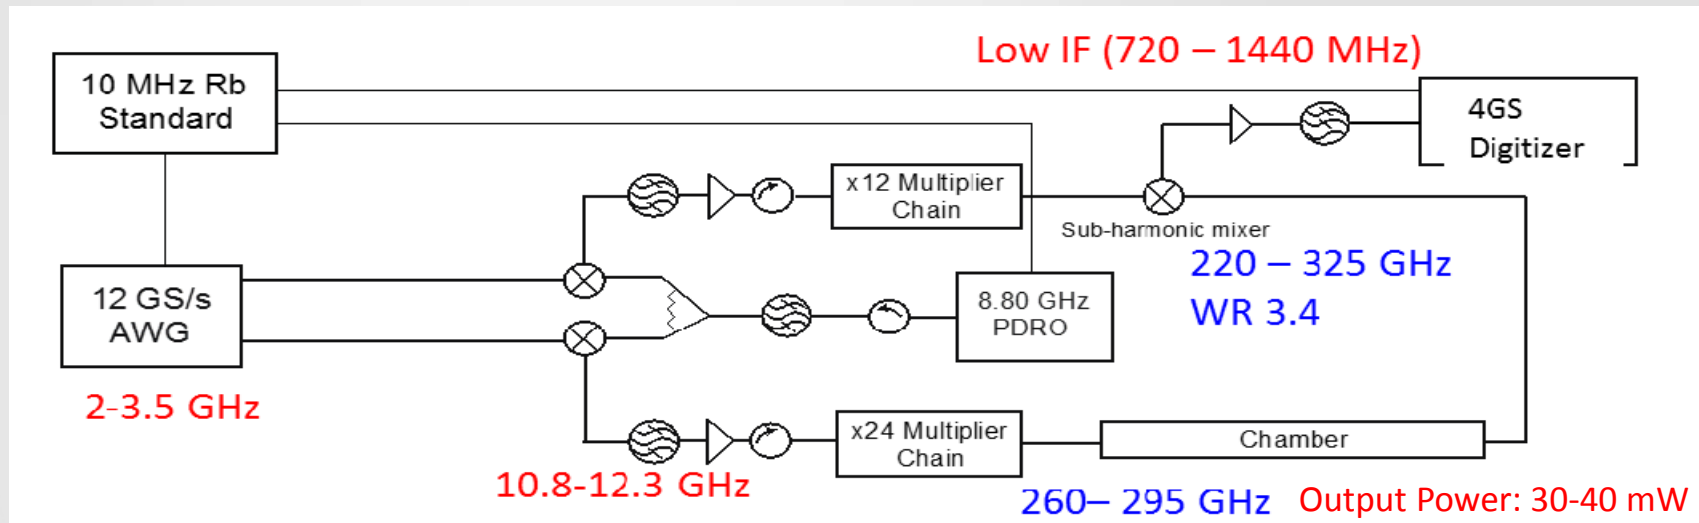 Low IF (720 – 1440 MHz)
10 MHz Rb
Standard
4GS
Digitizer
x12 Multiplier
Chain
Sub-harmonic mixer
220 – 325 GHz
WR 3.4
12 GS/s
AWG
8.80 GHz
PDRO
2-3.5 GHz
x24 Multiplier
Chain
Chamber
10.8-12.3 GHz
260– 295 GHz
Output Power: 30-40 mW